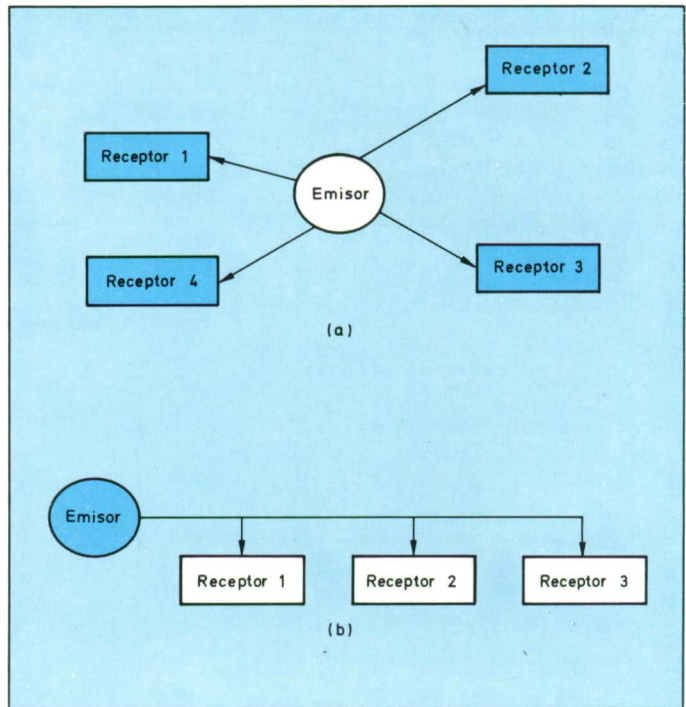 Receptor 2
Receptor 1
Emisor
Receptor 4
Receptor 3
(a)
Emisor
Receptor 1
Receptor 2
Receptor 3
(b)